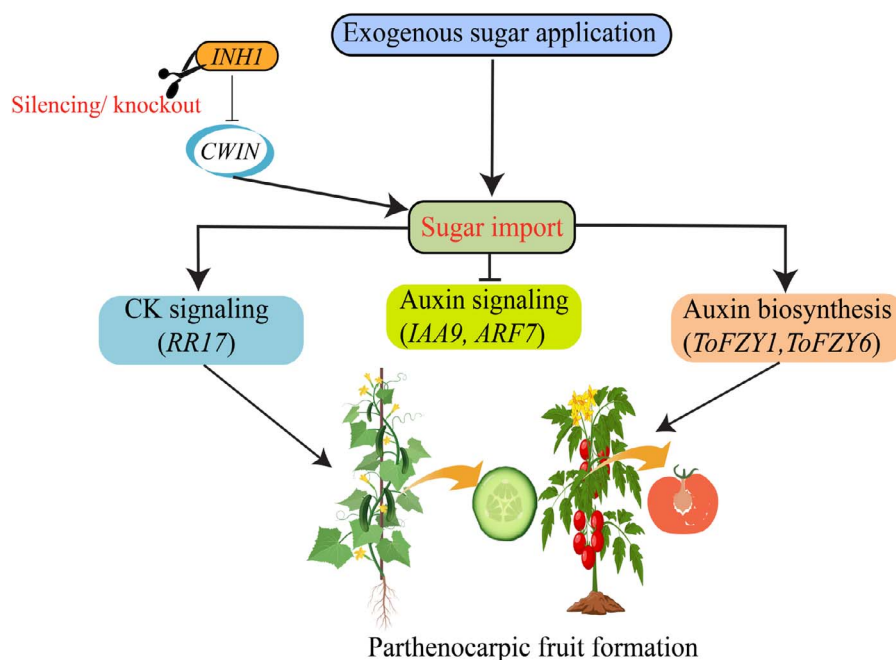 Exogenous sugar application
INH1
Silencing/ knockout
CWIN
Sugar import
CK signaling
(RR17)
Auxin signaling
(IAA9, ARF7)
Auxin biosynthesis
(ToFZY1,ToFZY6)
Parthenocarpic fruit formation